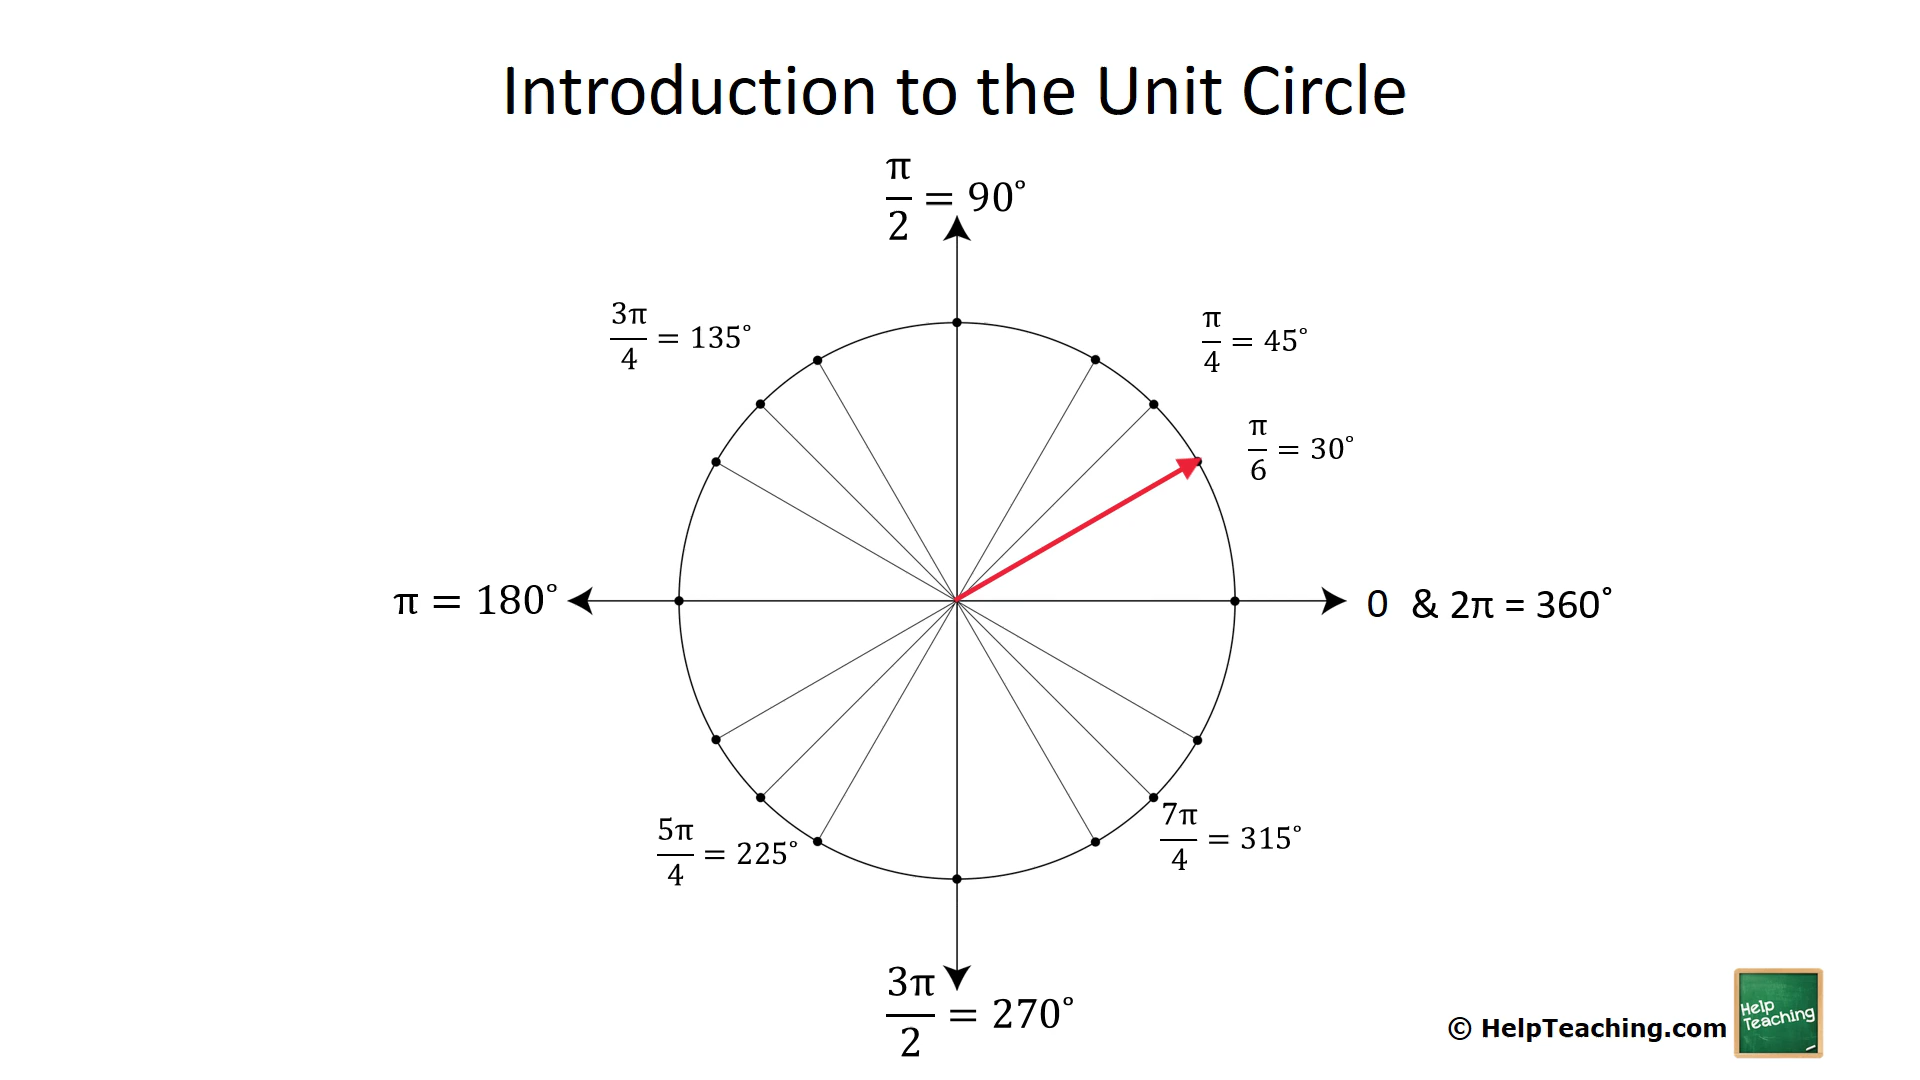 Introduction to the Unit Circle
π/2 = 90°
3π/4 = 135°
π/4 = 45°
π/6 = 30°
π = 180°
0 & 2π = 360°
5π/4 = 225°
7π/4 = 315°
3π/2 = 270°
© HelpTeaching.com
Help
Teaching